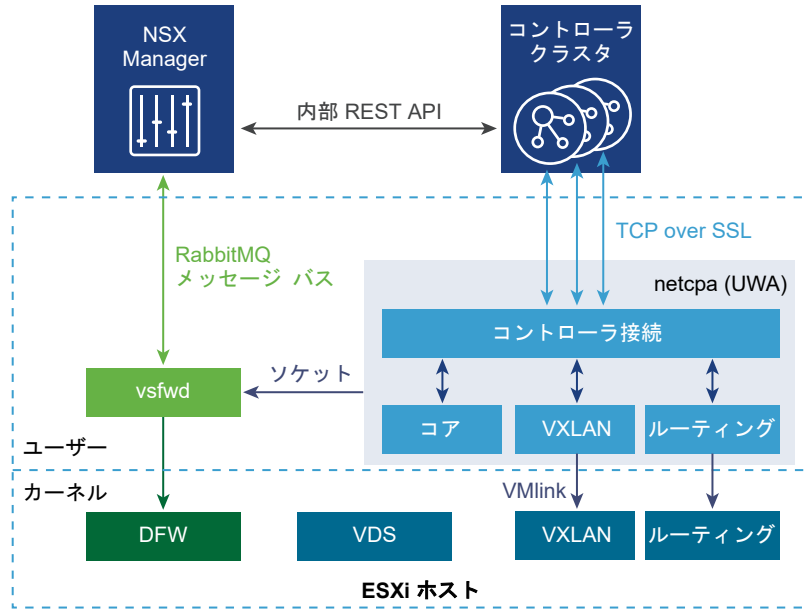 NSX
Manager
コントローラ
クラスタ
内部 REST API
RabbitMQ
メッセージ バス
TCP over SSL
netcpa (UWA)
コントローラ接続
vsfwd
ソケット
コア
VXLAN
ルーティング
ユーザー
カーネル
VMlink
DFW
VDS
VXLAN
ルーティング
ESXi ホスト